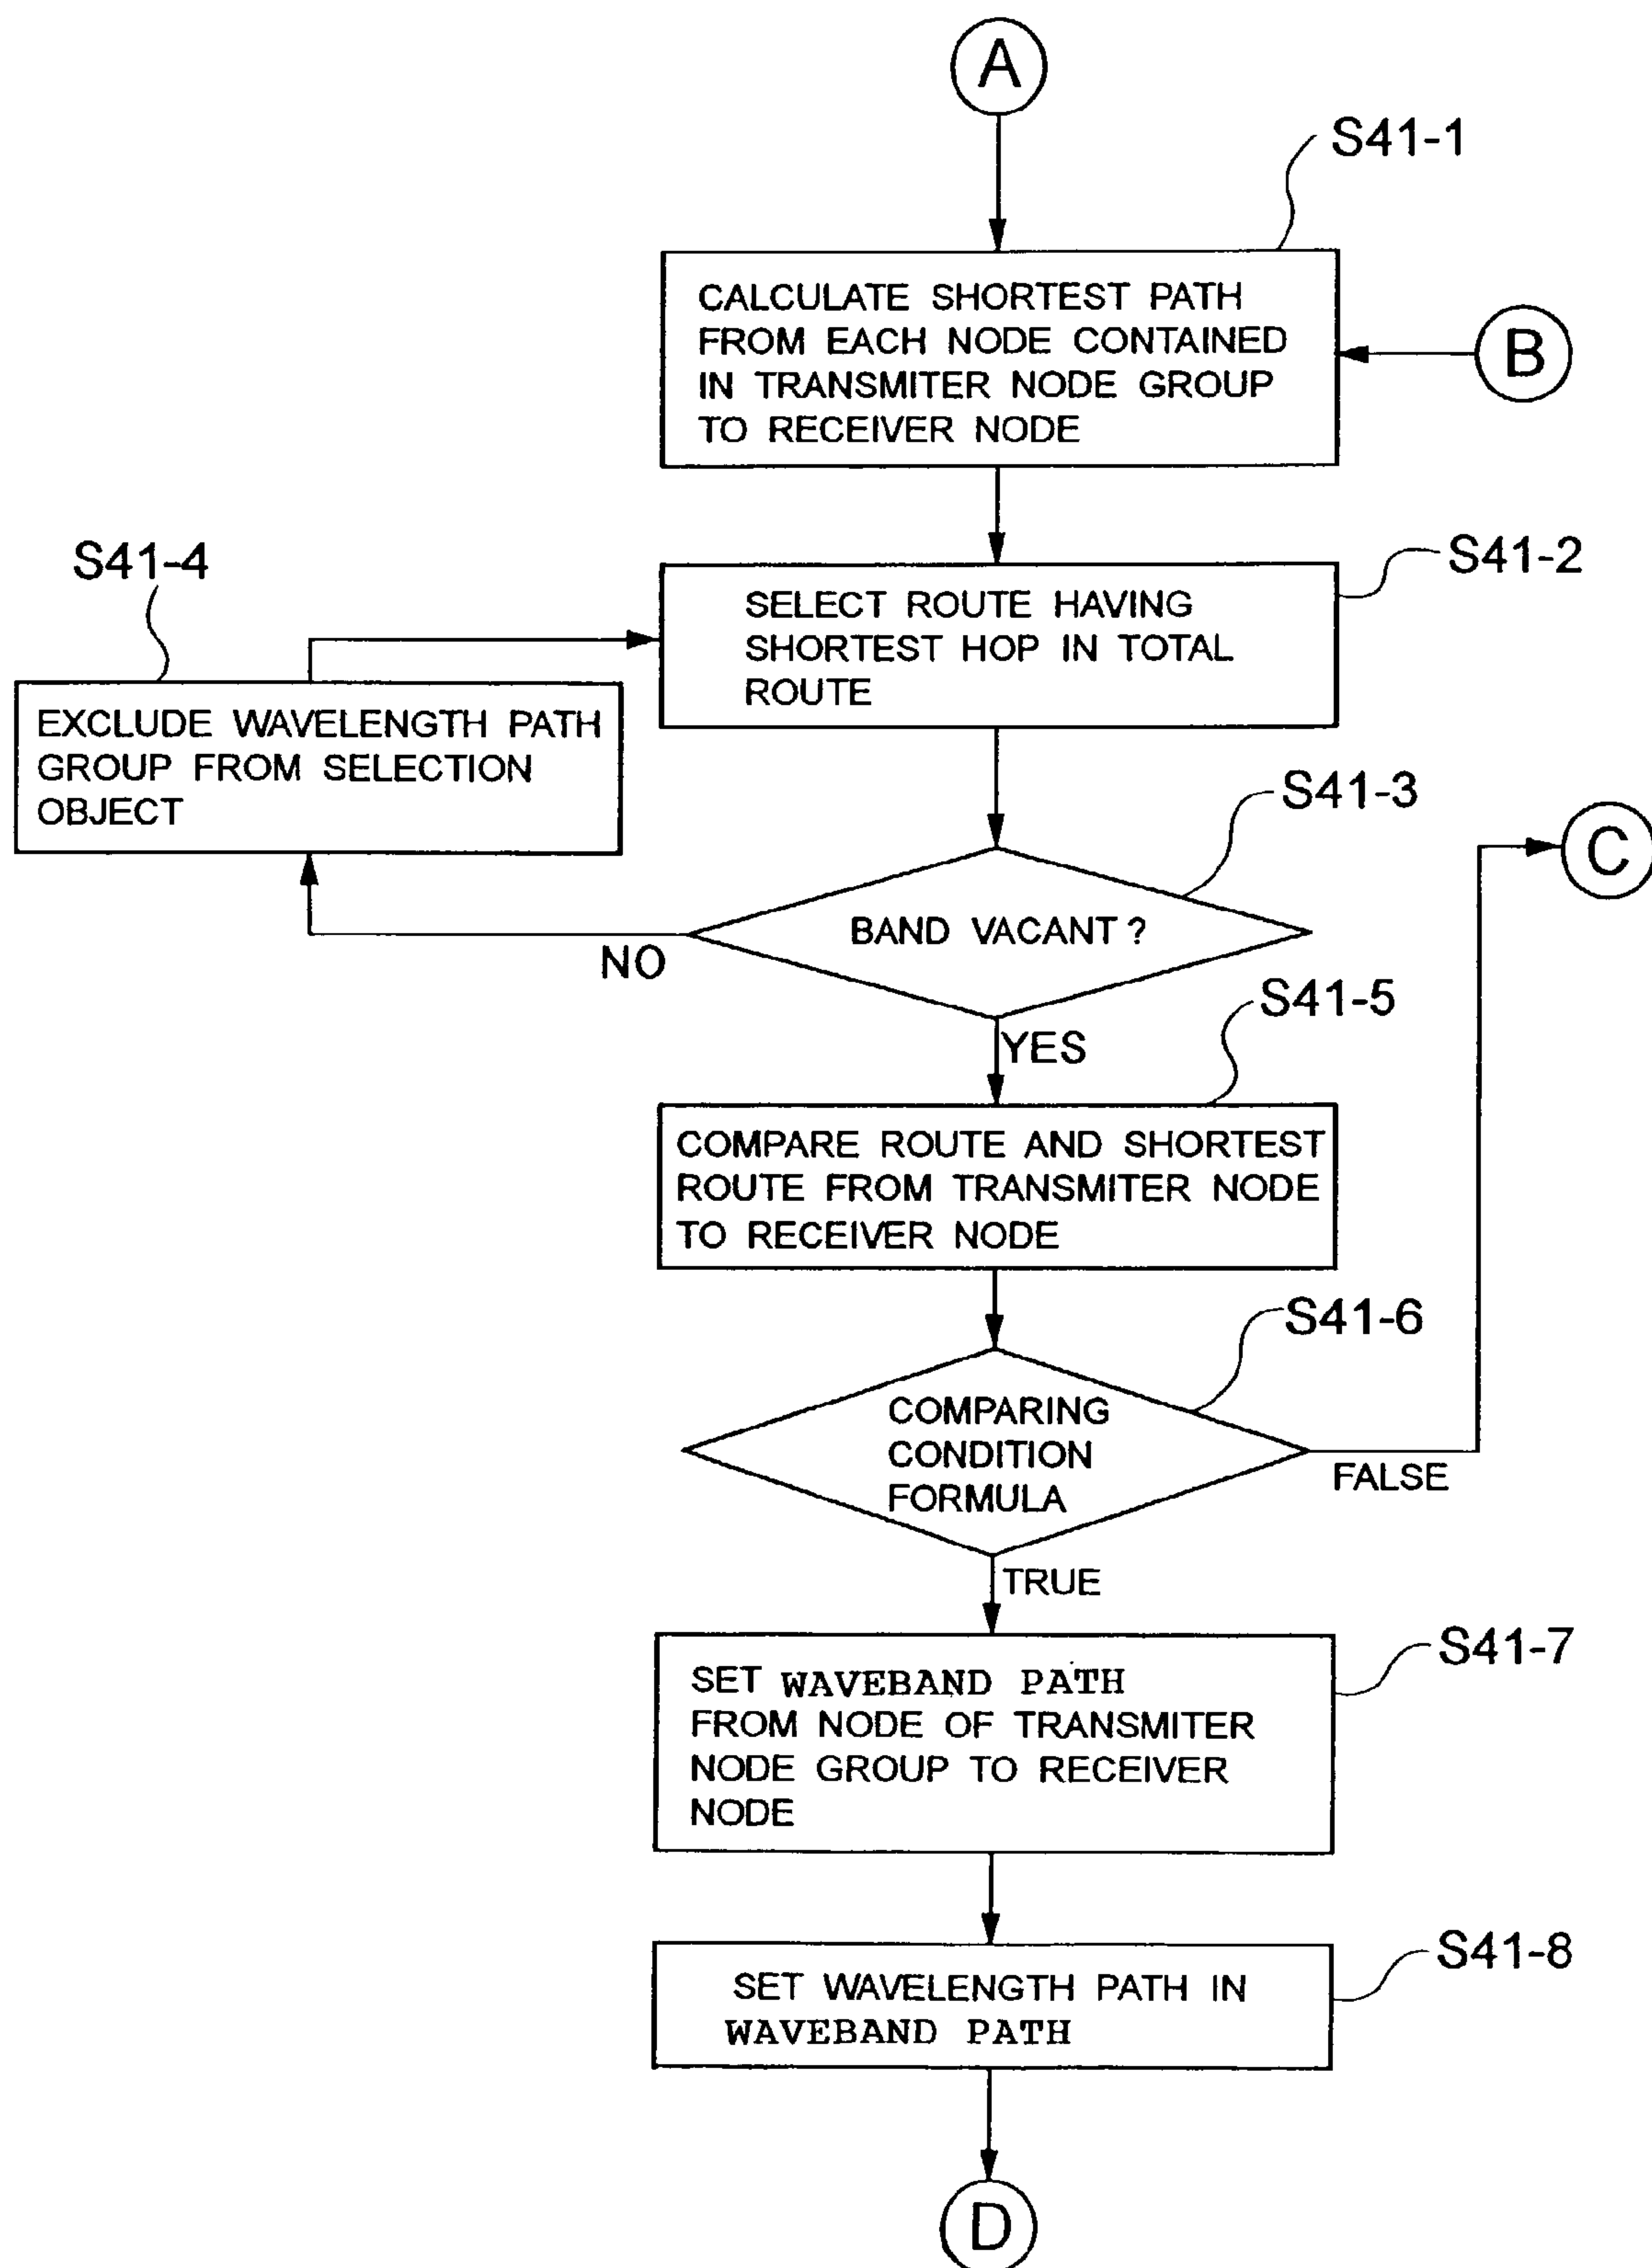 A
S41-1
CALCULATE SHORTEST PATH
FROM EACH NODE CONTAINED
IN TRANSMITER NODE GROUP
TO RECEIVER NODE
B
S41-4
S41-2
SELECT ROUTE HAVING
SHORTEST HOP IN TOTAL
ROUTE
EXCLUDE WAVELENGTH PATH
GROUP FROM SELECTION
OBJECT
S41-3
C
BAND VACANT ?
NO
S41-5
YES
COMPARE ROUTE AND SHORTEST
ROUTE FROM TRANSMITER NODE
TO RECEIVER NODE
S41-6
COMPARING
CONDITION
FORMULA
FALSE
TRUE
S41-7
SET WAVEBAND PATH
FROM NODE OF TRANSMITER
NODE GROUP TO RECEIVER
NODE
S41-8
SET WAVELENGTH PATH IN
WAVEBAND PATH
D